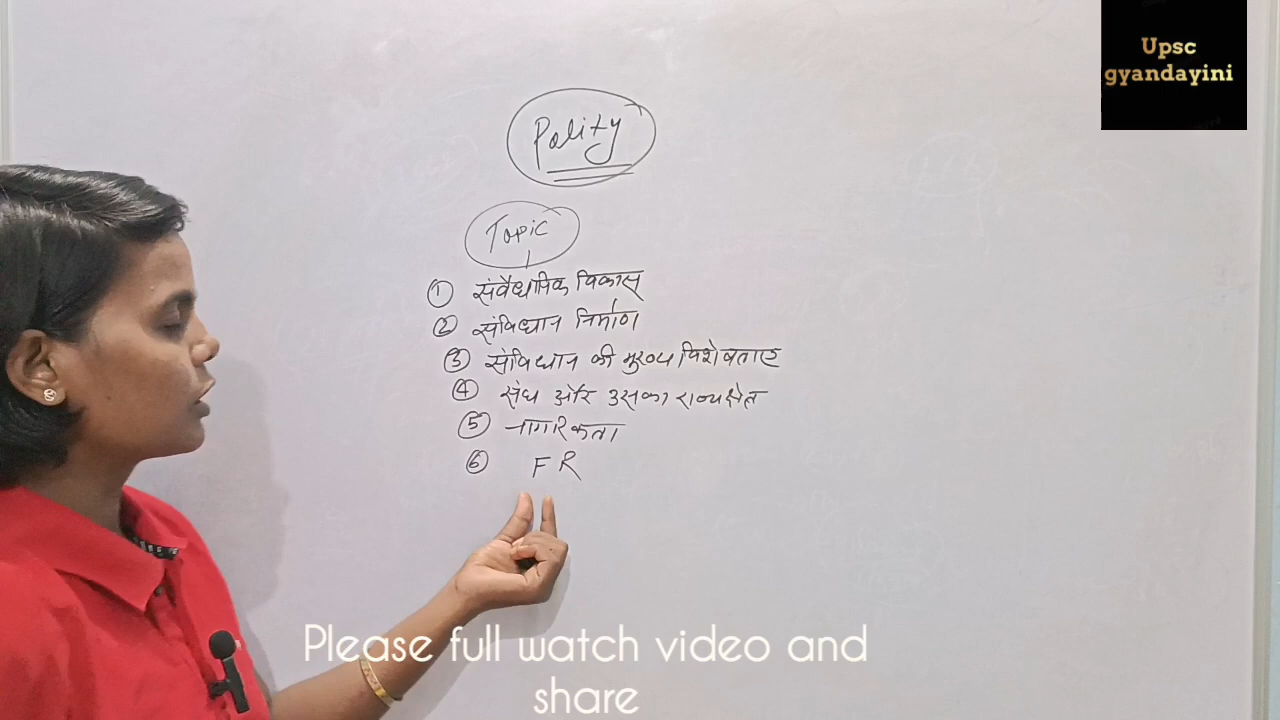 Upsc
gyandayini
Polity
Topic
① संवैधानिक विकास
② संविधान निर्माण
③ संविधान की मुख्य विशेषताए
④ संघ और उसका राज्यक्षेत्र
⑤ नागरिकता
⑥ FR
Please full watch video and
share